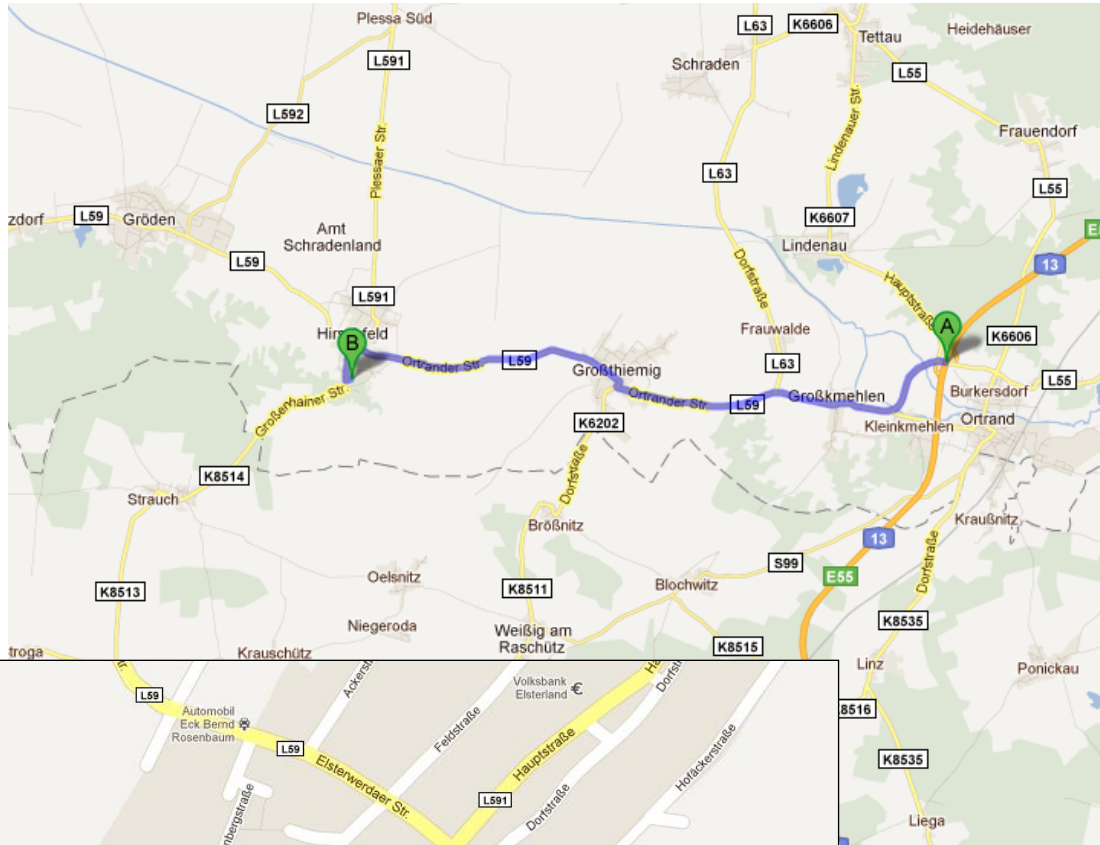 Plessa Süd
L63
K6606
Tettau
Heidehäuser
L591
Schraden
L55
L592
Plessaer Str.
Lindenauer Str.
Frauendorf
L63
L55
zdorf
L59
Gröden
K6607
Amt
Schradenland
Lindenau
L59
13
Dorfstraße
Hauptstraße
L591
Frauwalde
A
K6606
B
Ortrander Str.
L59
L63
Großthiemig
L55
Großenhainer Str.
Ortrander Str.
L59
Großkmehlen
Burkersdorf
K6202
Kleinkmehlen
Ortrand
K8514
Dorfstraße
Strauch
Brößnitz
Kraußnitz
13
S99
Dorfstraße
Oelsnitz
E55
K8513
K8511
Blochwitz
Niegeroda
Weißig am
Raschütz
K8535
troga
Krauschütz
K8515
Linz
Ponickau
K8535
Liega
Volksbank
Elsterland
L59
Automobil
Eck Bernd
Rosenbaum
Feldstraße
L59
Hauptstraße
Hofäckerstraße
Elsterwerdaer Str.
L591
Dorfstraße